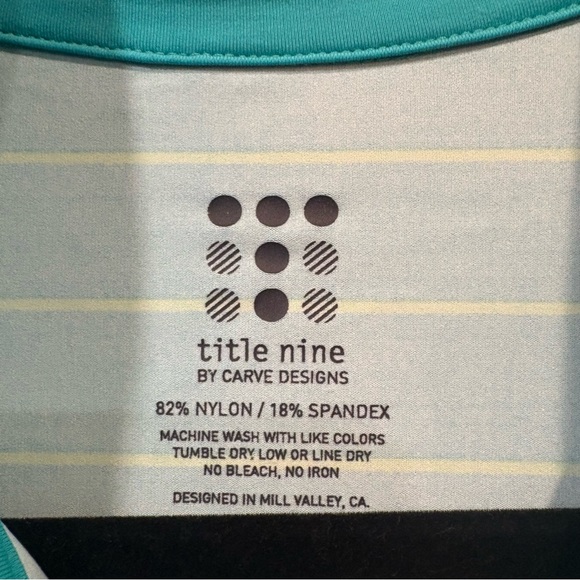 title nine
BY CARVE DESIGNS
82% NYLON / 18% SPANDEX
MACHINE WASH WITH LIKE COLORS
TUMBLE DRY LOW OR LINE DRY
NO BLEACH, NO IRON
DESIGNED IN MILL VALLEY, CA.